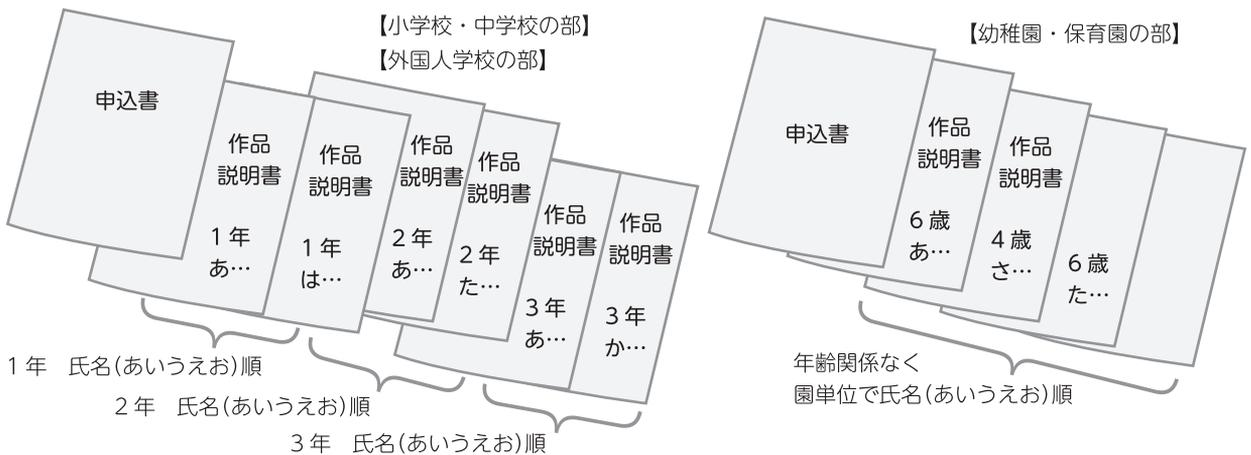 【小学校・中学校の部】
【外国人学校の部】
申込書
作品
説明書
1年
あ…
作品
説明書
1年
は…
作品
説明書
2年
あ…
作品
説明書
2年
た…
作品
説明書
3年
あ…
作品
説明書
3年
か…
1年　氏名(あいうえお)順
2年　氏名(あいうえお)順
3年　氏名(あいうえお)順
【幼稚園・保育園の部】
申込書
作品
説明書
6歳
あ…
作品
説明書
4歳
さ…
6歳
た…
年齢関係なく
園単位で氏名(あいうえお)順